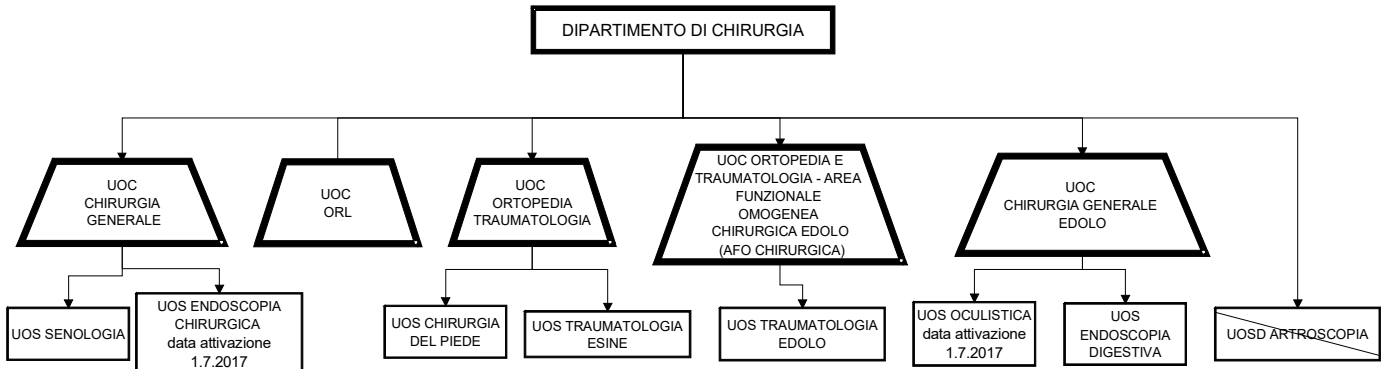 DIPARTIMENTO DI CHIRURGIA
UOC
CHIRURGIA
GENERALE
UOC
ORL
UOC
ORTOPEDIA
TRAUMATOLOGIA
UOC ORTOPEDIA E
TRAUMATOLOGIA - AREA
FUNZIONALE
OMOGENEA
CHIRURGICA EDOLO
(AFO CHIRURGICA)
UOC
CHIRURGIA GENERALE
EDOLO
UOS SENOLOGIA
UOS ENDOSCOPIA
CHIRURGICA
data attivazione
1.7.2017
UOS CHIRURGIA
DEL PIEDE
UOS TRAUMATOLOGIA
ESINE
UOS TRAUMATOLOGIA
EDOLO
UOS OCULISTICA
data attivazione
1.7.2017
UOS
ENDOSCOPIA
DIGESTIVA
UOSD ARTROSCOPIA